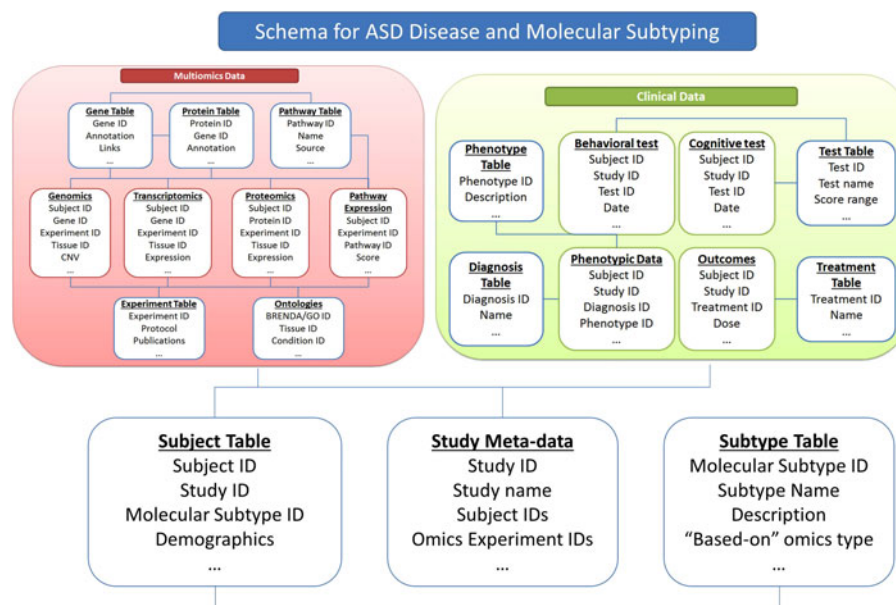 Schema for ASD Disease and Molecular Subtyping
Multiomics Data
Gene Table
Gene ID
Annotation
Links
...
Protein Table
Protein ID
Gene ID
Annotation
...
Pathway Table
Pathway ID
Name
Source
...
Genomics
Subject ID
Gene ID
Experiment ID
Tissue ID
CNV
...
Transcriptomics
Subject ID
Gene ID
Experiment ID
Tissue ID
Expression
...
Proteomics
Subject ID
Protein ID
Experiment ID
Tissue ID
Expression
...
Pathway
Expression
Subject ID
Experiment ID
Pathway ID
Score
...
Experiment Table
Experiment ID
Protocol
Publications
...
Ontologies
BRENDA/GO ID
Tissue ID
Condition ID
...
Clinical Data
Phenotype
Table
Phenotype ID
Description
...
Behavioral test
Subject ID
Study ID
Test ID
Date
...
Cognitive test
Subject ID
Study ID
Test ID
Date
...
Test Table
Test ID
Test name
Score range
...
Diagnosis
Table
Diagnosis ID
Name
...
Phenotypic Data
Subject ID
Study ID
Diagnosis ID
Phenotype ID
...
Outcomes
Subject ID
Study ID
Treatment ID
Dose
...
Treatment
Table
Treatment ID
Name
...
Subject Table
Subject ID
Study ID
Molecular Subtype ID
Demographics
...
Study Meta-data
Study ID
Study name
Subject IDs
Omics Experiment IDs
...
Subtype Table
Molecular Subtype ID
Subtype Name
Description
“Based-on” omics type
...